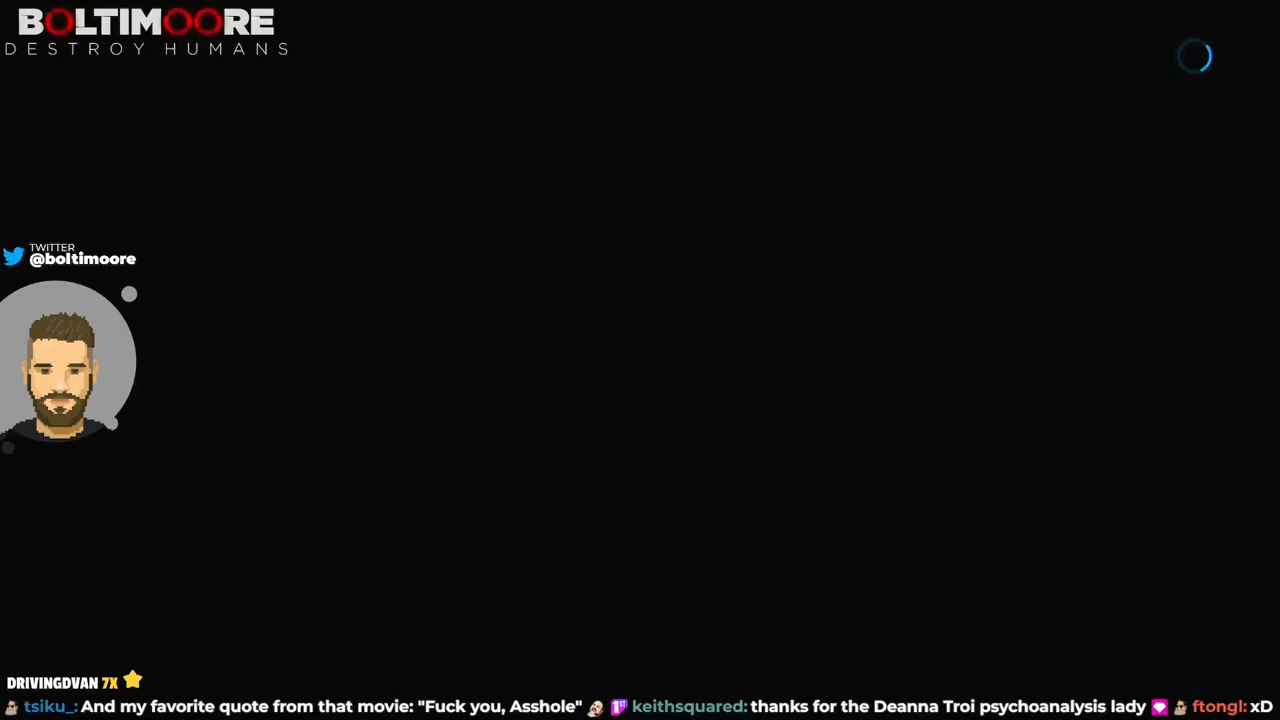 BOLTIMOORE
DESTROY HUMANS
TWITTER
@boltimoore
DRIVINGDVAN 7X
tsiku_: And my favorite quote from that movie: "Fuck you, Asshole" 1ST keithsquared: thanks for the Deanna Troi psychoanalysis lady ftongl: xD